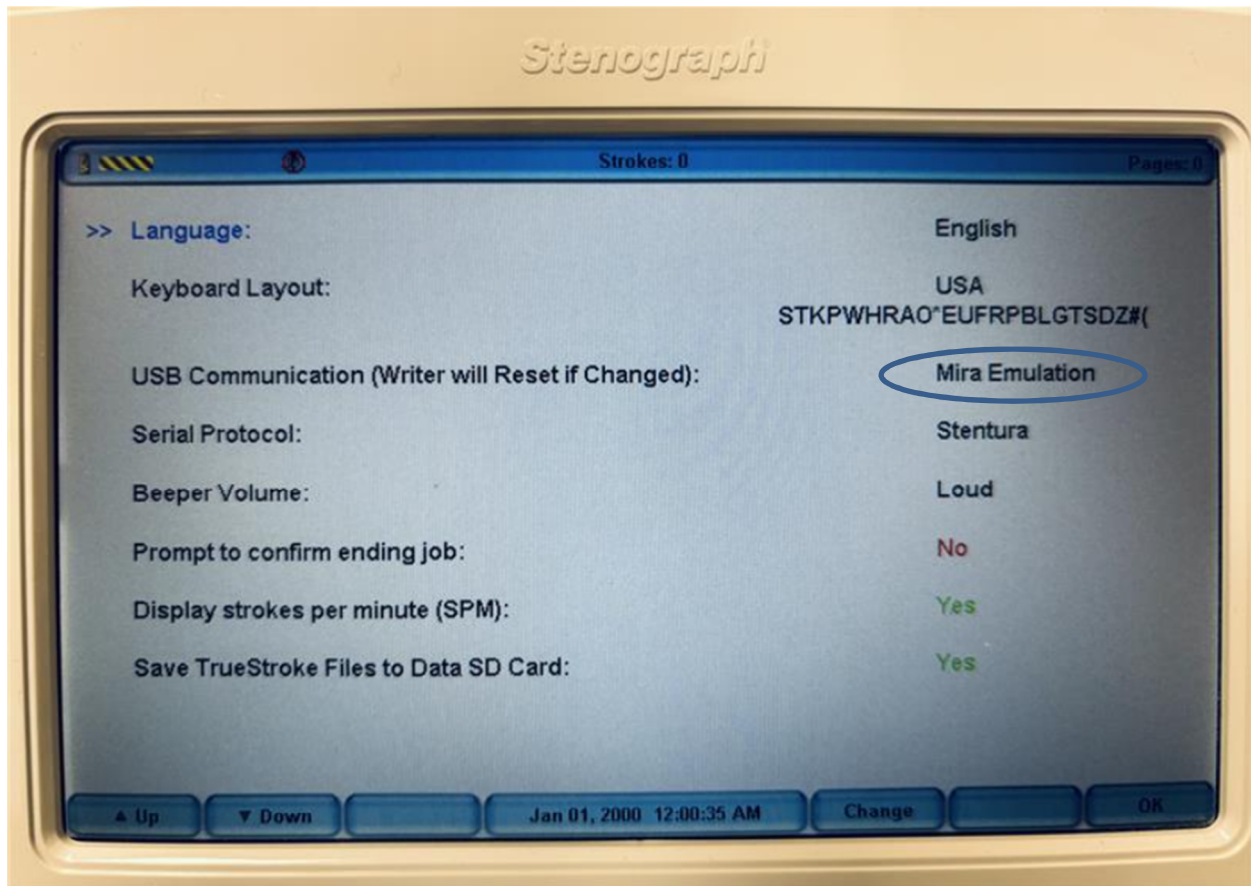 Stenograph
Strokes: 0 Pages: 0
>> Language: English
Keyboard Layout: USA
STKPWHRAO*EUFRPBLGTSDZ#(
USB Communication (Writer will Reset if Changed): Mira Emulation
Serial Protocol: Stentura
Beeper Volume: Loud
Prompt to confirm ending job: No
Display strokes per minute (SPM): Yes
Save TrueStroke Files to Data SD Card: Yes
▲ Up ▼ Down Jan 01, 2000 12:00:35 AM Change OK